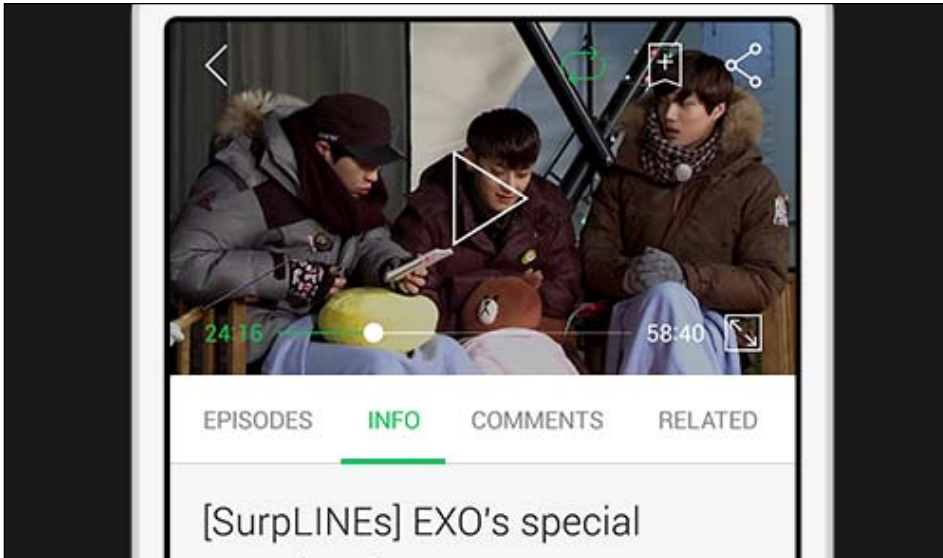 24:16
58:40
EPISODES INFO COMMENTS RELATED
[SurpLINEs] EXO's special